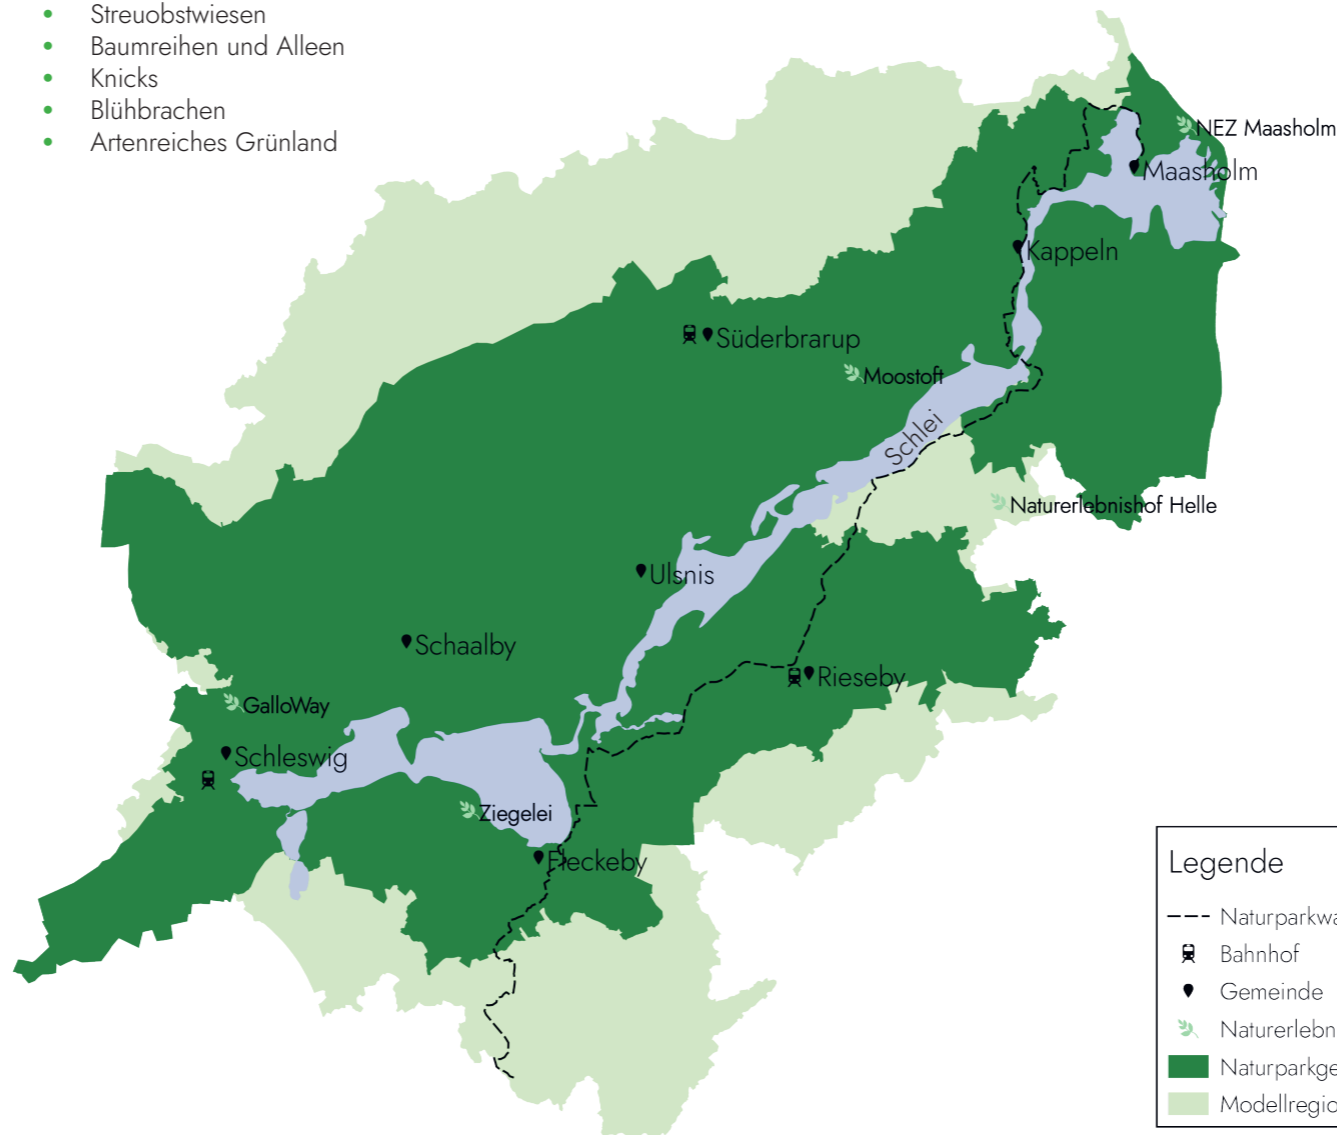 Streuobstwiesen
Baumreihen und Alleen
Knicks
Blühbrachen
Artenreiches Grünland
NEZ Maasholm
Maasholm
Kappeln
Süderbrarup
Moostoft
Schlei
Naturerlebnishof Helle
Ulsnis
Schaalby
Rieseby
GalloWay
Schleswig
Ziegelei
Fleckeby
Legende
Naturparkwa
Bahnhof
Gemeinde
Naturerlebn
Naturparkge
Modellregio